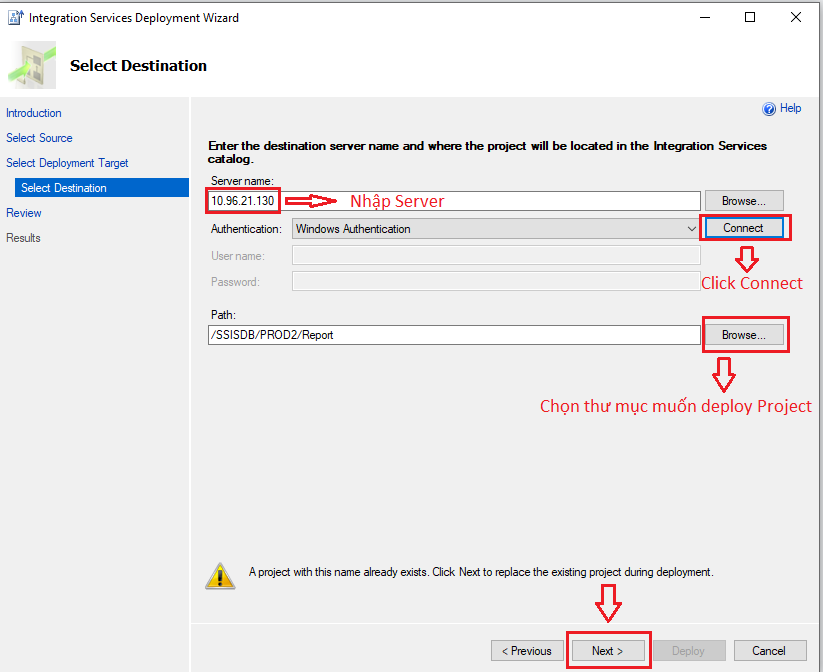 Integration Services Deployment Wizard
Select Destination
Help
Introduction
Select Source
Select Deployment Target
Select Destination
Review
Results
Enter the destination server name and where the project will be located in the Integration Services
catalog.
Server name:
10.96.21.130
Nhập Server
Browse...
Authentication:
Windows Authentication
Connect
User name:
Click Connect
Password:
Path:
/SSISDB/PROD2/Report
Browse...
Chọn thư mục muốn deploy Project
A project with this name already exists. Click Next to replace the existing project during deployment.
< Previous
Next >
Deploy
Cancel